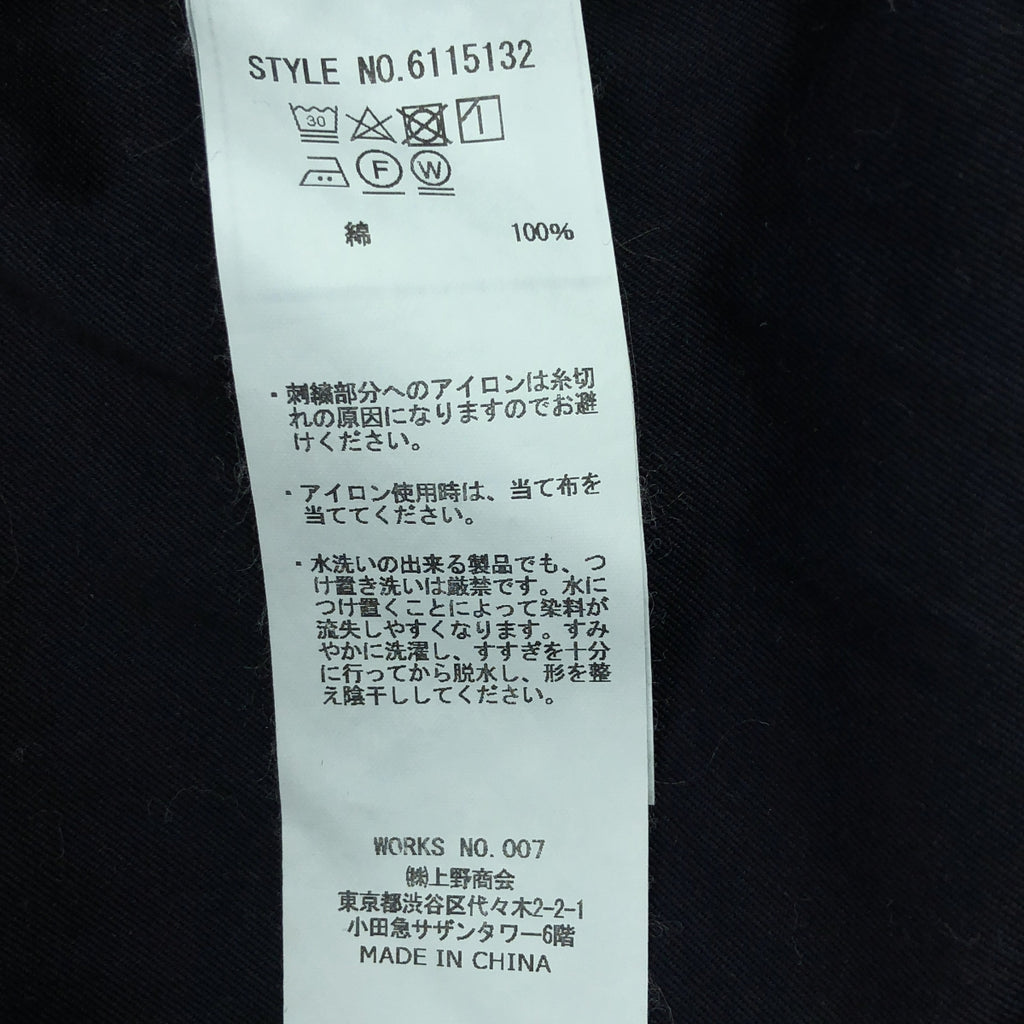 STYLE NO.6115132
30
F W
綿 100%
・刺繍部分へのアイロンは糸切
れの原因になりますのでお避
けください。
・アイロン使用時は、当て布を
当ててください。
・水洗いの出来る製品でも、つ
け置き洗いは厳禁です。水に
つけ置くことによって染料が
流失しやすくなります。すみ
やかに洗濯し、すすぎを十分
に行ってから脱水し、形を整
え陰干ししてください。
WORKS NO.007
㈱上野商会
東京都渋谷区代々木2-2-1
小田急サザンタワー6階
MADE IN CHINA